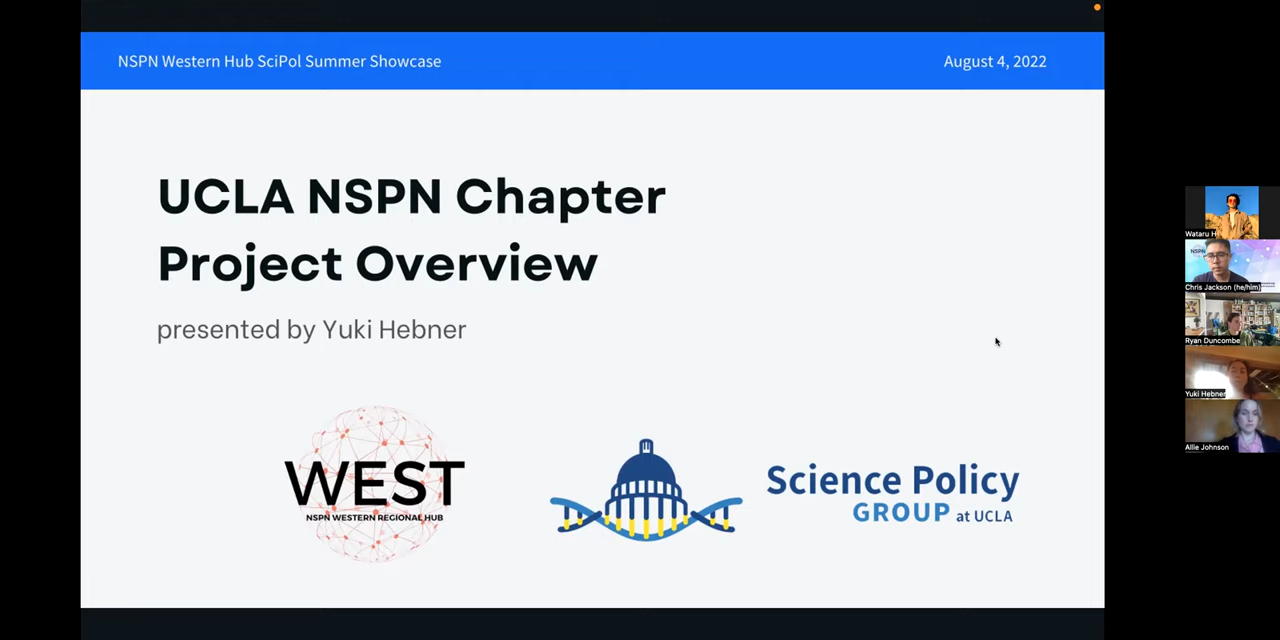 NSPN Western Hub SciPol Summer Showcase
August 4, 2022
UCLA NSPN Chapter
Project Overview
presented by Yuki Hebner
WEST
NSPN WESTERN REGIONAL HUB
Science Policy
GROUP at UCLA
Wataru H
NSPN
Chris Jackson (he/him)
Ryan Duncombe
Yuki Hebner
Allie Johnson